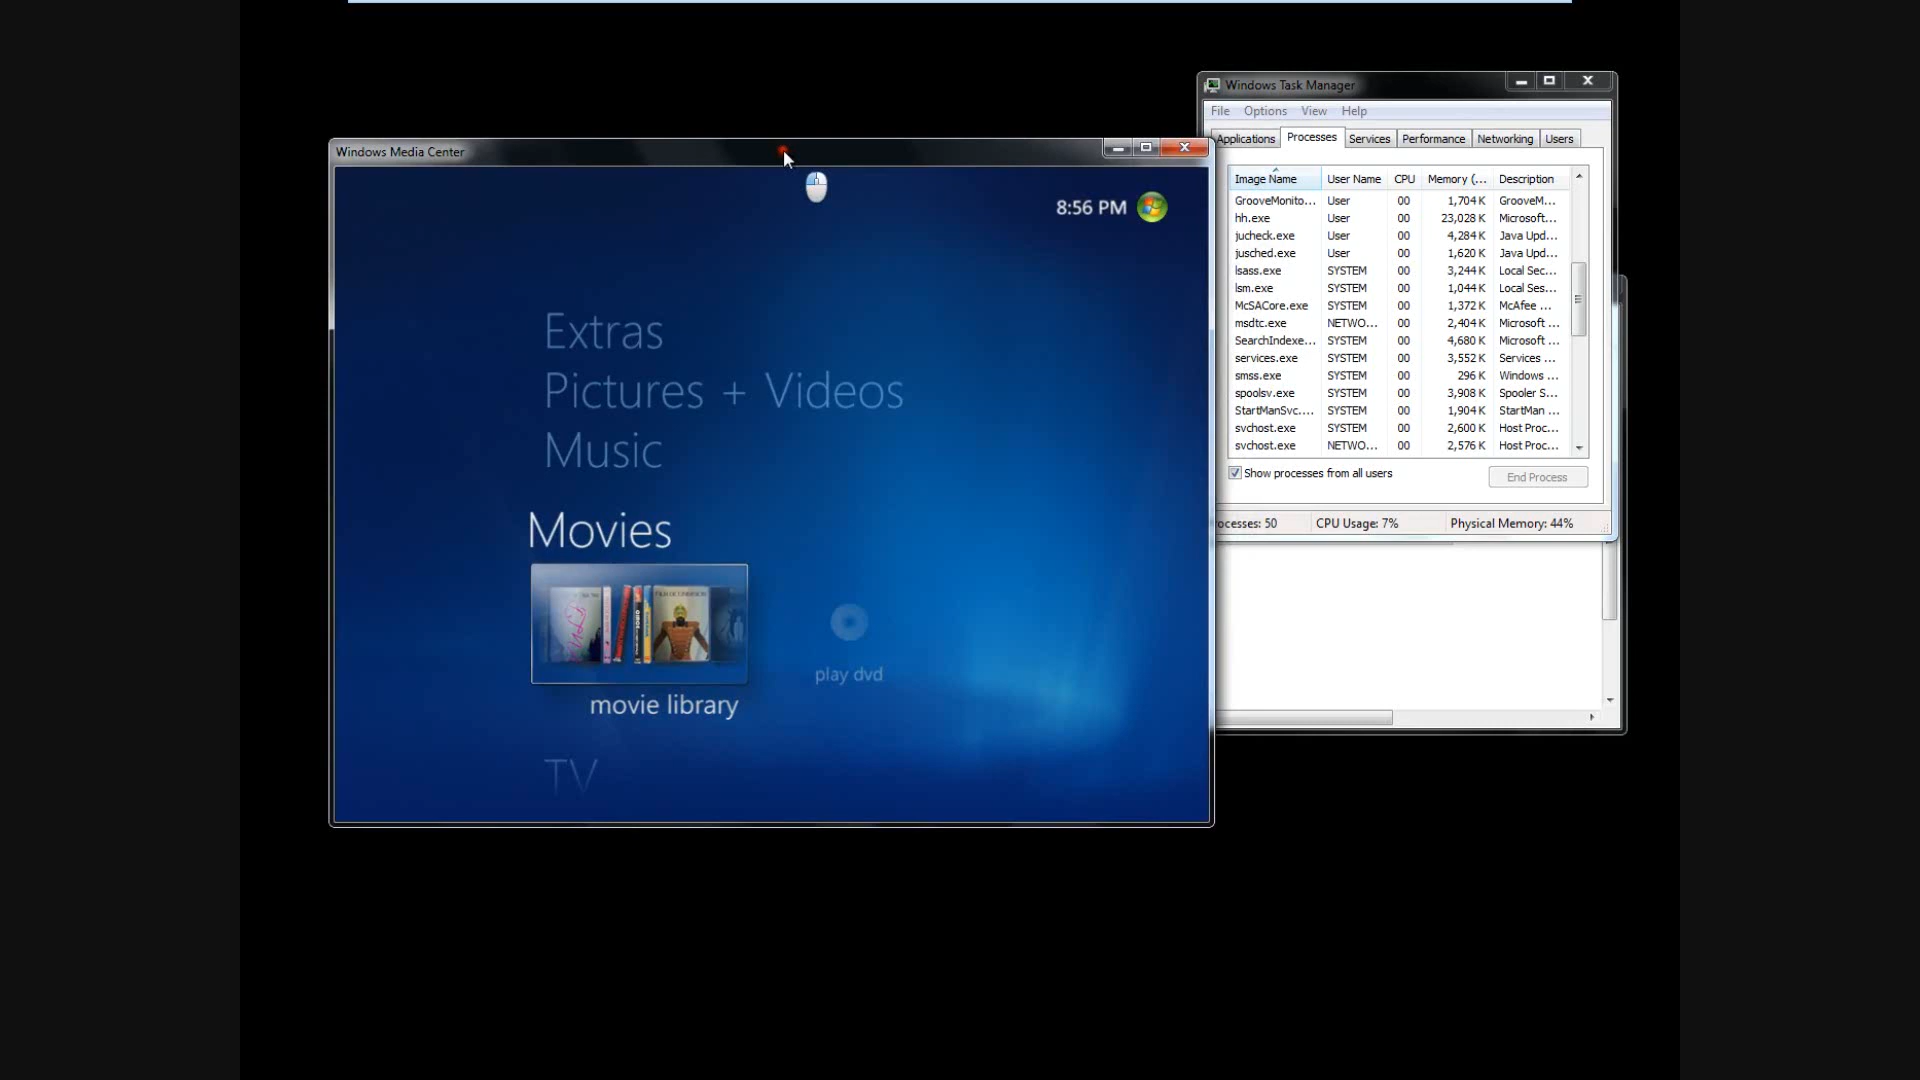 Windows Media Center
8:56 PM
Extras
Pictures + Videos
Music
Movies
movie library
play dvd
TV
Windows Task Manager
File Options View Help
Applications Processes Services Performance Networking Users
Image Name User Name CPU Memory (... Description
GrooveMonito... User 00 1,704 K GrooveM...
hh.exe User 00 23,028 K Microsoft...
jucheck.exe User 00 4,284 K Java Upd...
jusched.exe User 00 1,620 K Java Upd...
lsass.exe SYSTEM 00 3,244 K Local Sec...
lsm.exe SYSTEM 00 1,044 K Local Ses...
McSACore.exe SYSTEM 00 1,372 K McAfee ...
msdtc.exe NETWO... 00 2,404 K Microsoft ...
SearchIndexe... SYSTEM 00 4,680 K Microsoft ...
services.exe SYSTEM 00 3,552 K Services ...
smss.exe SYSTEM 00 296 K Windows ...
spoolsv.exe SYSTEM 00 3,908 K Spooler S...
StartManSvc.... SYSTEM 00 1,904 K StartMan ...
svchost.exe SYSTEM 00 2,600 K Host Proc...
svchost.exe NETWO... 00 2,576 K Host Proc...
Show processes from all users
End Process
ocesses: 50 CPU Usage: 7% Physical Memory: 44%